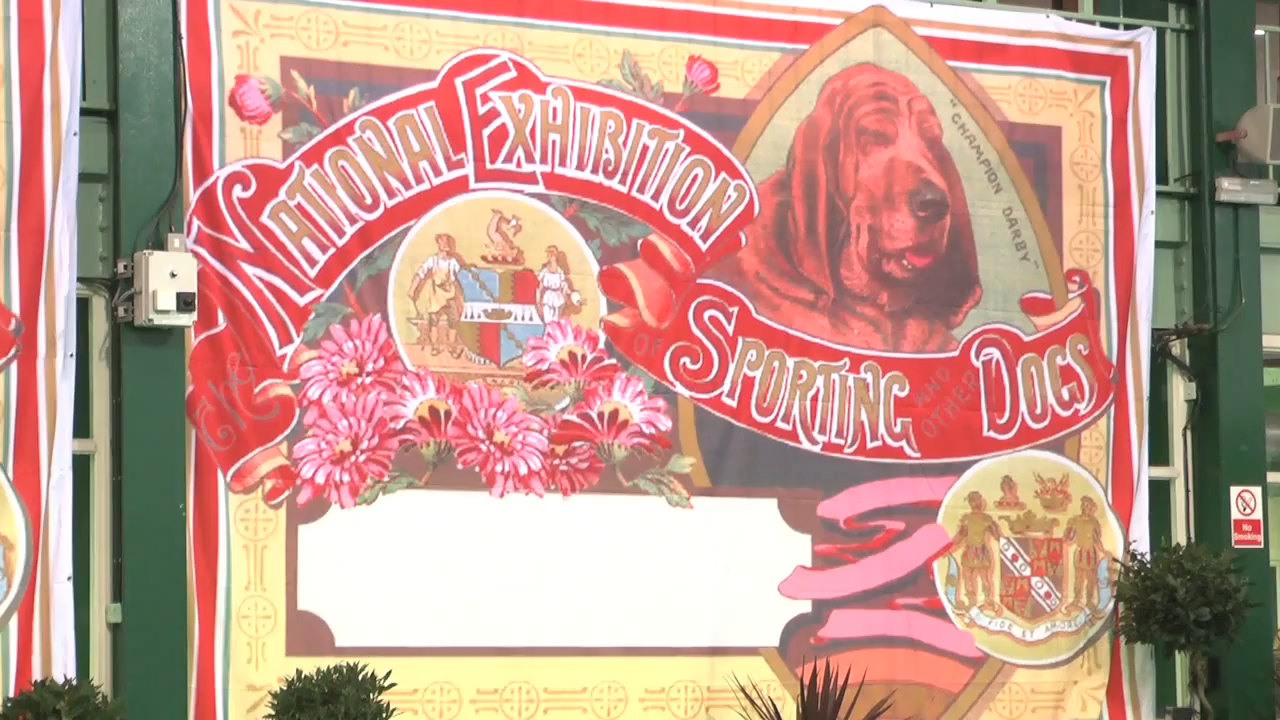 The
NATIONAL EXHIBITION
OF
SPORTING
AND
OTHER
DOGS
"CHAMPION DARBY"
FIDE ET AMORE
No
Smoking